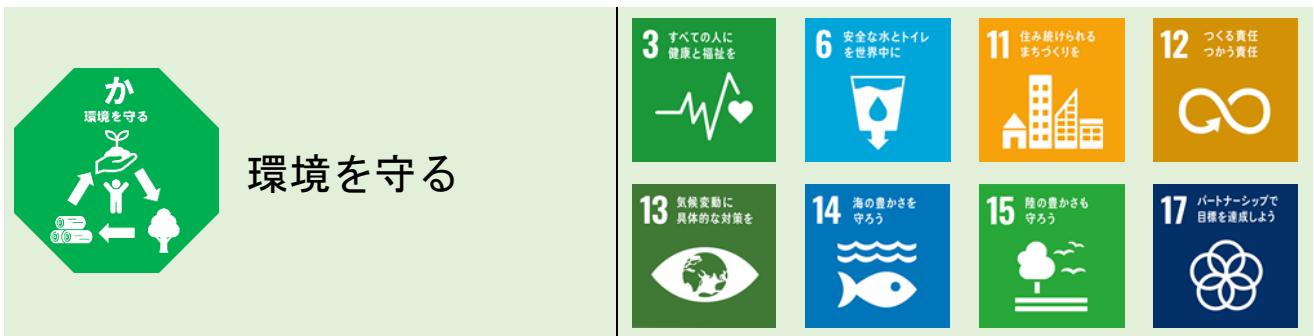 か
環境を守る
環境を守る
3 すべての人に
健康と福祉を
6 安全な水とトイレ
を世界中に
11 住み続けられる
まちづくりを
12 つくる責任
つかう責任
13 気候変動に
具体的な対策を
14 海の豊かさを
守ろう
15 陸の豊かさも
守ろう
17 パートナーシップで
目標を達成しよう